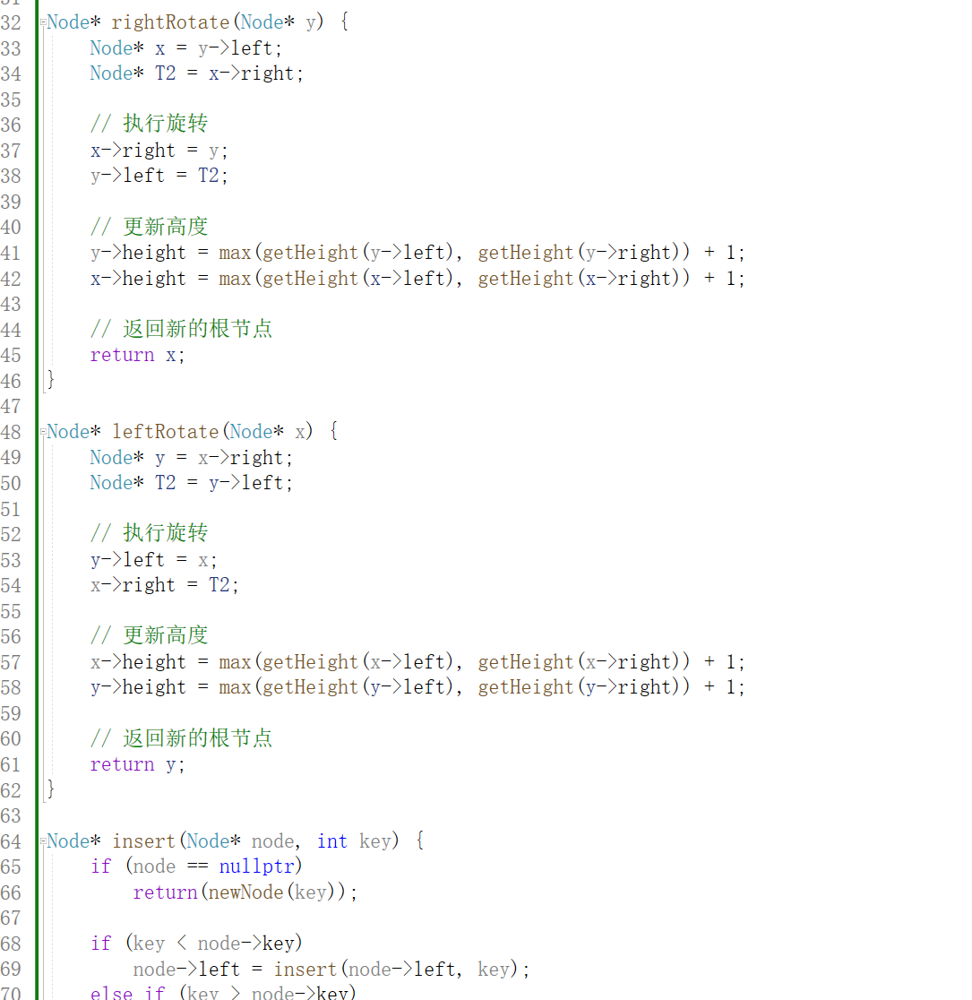 31
32 Node* rightRotate(Node* y) {
33 Node* x = y->left;
34 Node* T2 = x->right;
35
36 // 执行旋转
37 x->right = y;
38 y->left = T2;
39
40 // 更新高度
41 y->height = max(getHeight(y->left), getHeight(y->right)) + 1;
42 x->height = max(getHeight(x->left), getHeight(x->right)) + 1;
43
44 // 返回新的根节点
45 return x;
46 }
47
48 Node* leftRotate(Node* x) {
49 Node* y = x->right;
50 Node* T2 = y->left;
51
52 // 执行旋转
53 y->left = x;
54 x->right = T2;
55
56 // 更新高度
57 x->height = max(getHeight(x->left), getHeight(x->right)) + 1;
58 y->height = max(getHeight(y->left), getHeight(y->right)) + 1;
59
60 // 返回新的根节点
61 return y;
62 }
63
64 Node* insert(Node* node, int key) {
65 if (node == nullptr)
66 return(newNode(key));
67
68 if (key < node->key)
69 node->left = insert(node->left, key);
70 else if (key > node->key)